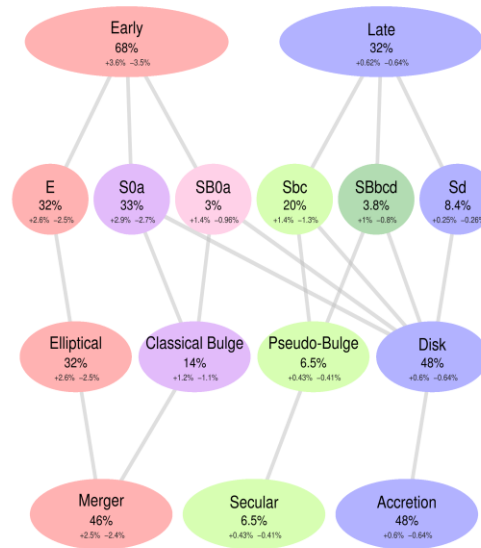 Early
68%
+3.6% −3.5%
Late
32%
+0.62% −0.64%
E
32%
+2.6% −2.5%
S0a
33%
+2.9% −2.7%
SB0a
3%
+1.4% −0.96%
Sbc
20%
+1.4% −1.3%
SBbcd
3.8%
+1% −0.8%
Sd
8.4%
+0.25% −0.26%
Elliptical
32%
+2.6% −2.5%
Classical Bulge
14%
+1.2% −1.1%
Pseudo-Bulge
6.5%
+0.43% −0.41%
Disk
48%
+0.6% −0.64%
Merger
46%
+2.5% −2.4%
Secular
6.5%
+0.43% −0.41%
Accretion
48%
+0.6% −0.64%